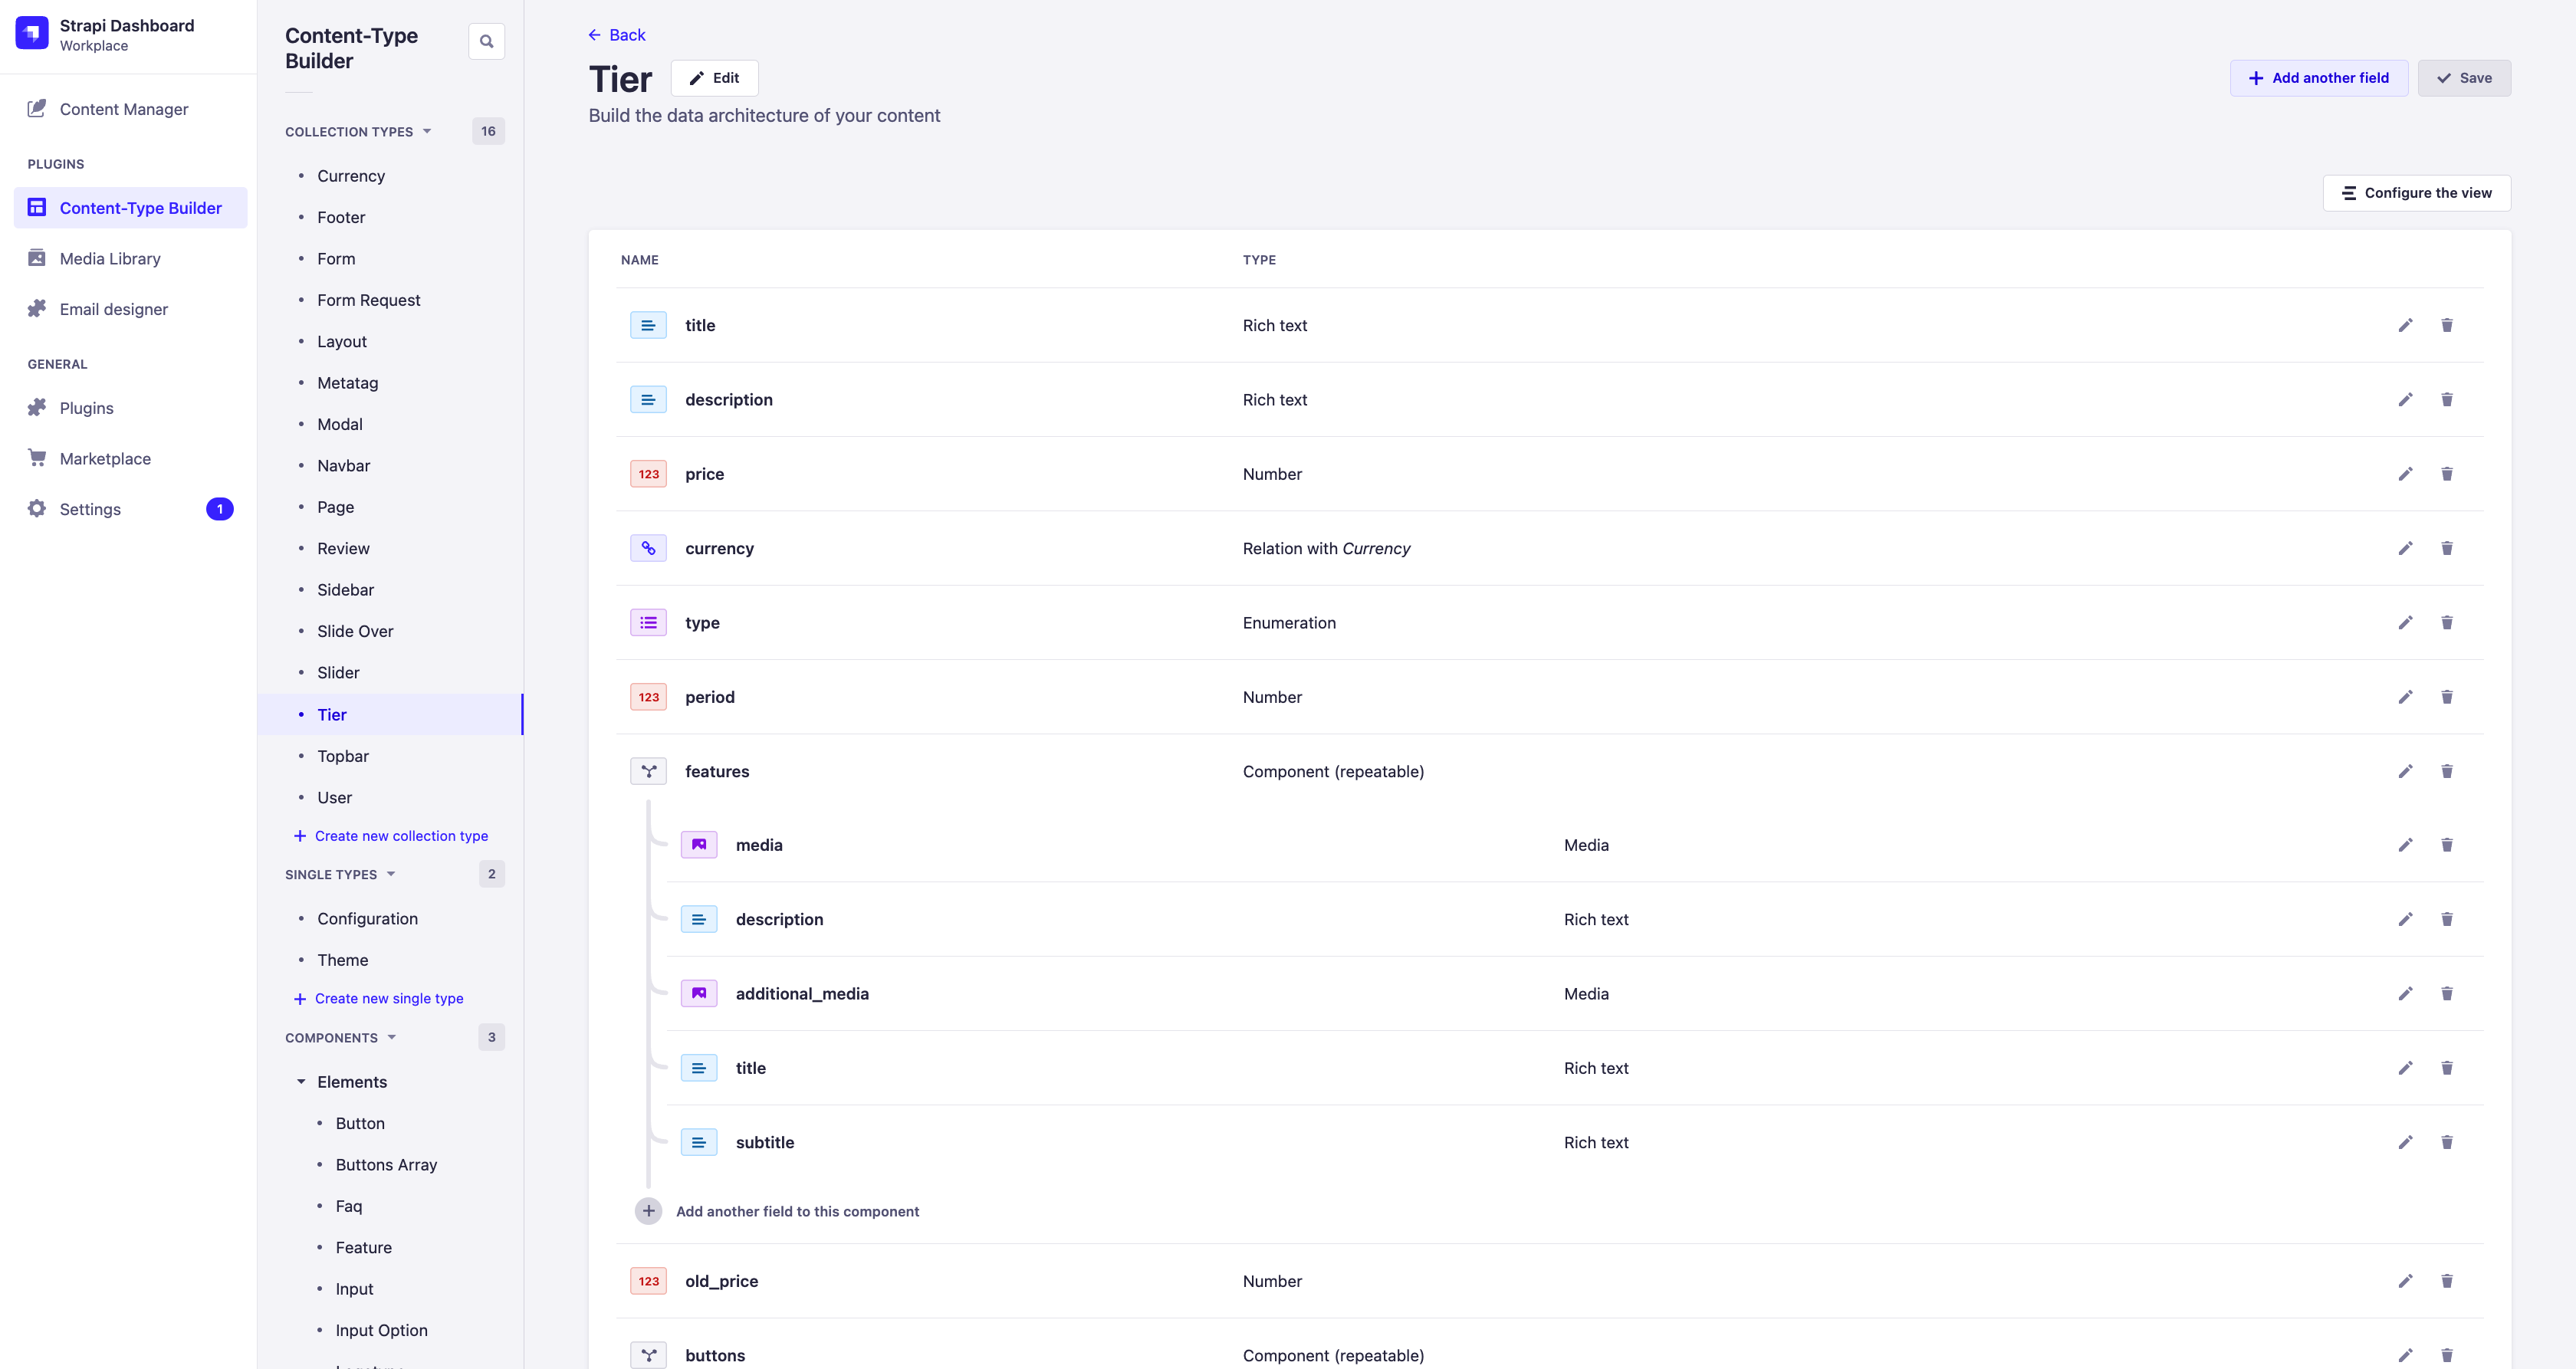 Strapi Dashboard
Workplace
Content Manager
PLUGINS
Content-Type Builder
Media Library
Email designer
GENERAL
Plugins
Marketplace
Settings
1
Content-Type
Builder
COLLECTION TYPES
16
Currency
Footer
Form
Form Request
Layout
Metatag
Modal
Navbar
Page
Review
Sidebar
Slide Over
Slider
Tier
Topbar
User
Create new collection type
SINGLE TYPES
2
Configuration
Theme
Create new single type
COMPONENTS
3
Elements
Button
Buttons Array
Faq
Feature
Input
Input Option
Back
Tier
Edit
Build the data architecture of your content
Add another field
Save
Configure the view
NAME TYPE
title Rich text
description Rich text
123 price Number
currency Relation with Currency
type Enumeration
123 period Number
features Component (repeatable)
media Media
description Rich text
additional_media Media
title Rich text
subtitle Rich text
Add another field to this component
123 old_price Number
buttons Component (repeatable)